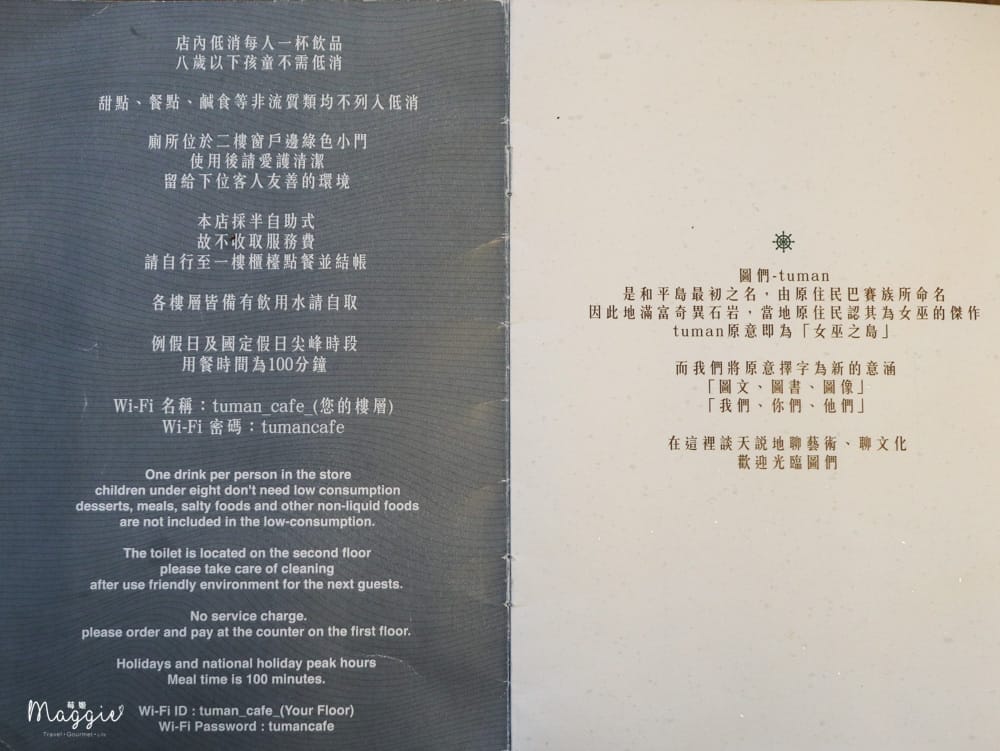 店內低消每人一杯飲品
八歲以下孩童不需低消
甜點、餐點、鹹食等非流質類均不列入低消
廁所位於二樓窗戶邊綠色小門
使用後請愛護清潔
留給下位客人友善的環境
本店採半自助式
故不收取服務費
請自行至一樓櫃檯點餐並結帳
各樓層皆備有飲用水請自取
例假日及國定假日尖峰時段
用餐時間為100分鐘
Wi-Fi 名稱：tuman_cafe_(您的樓層)
Wi-Fi 密碼：tumancafe
One drink per person in the store
children under eight don't need low consumption
desserts, meals, salty foods and other non-liquid foods
are not included in the low-consumption.
The toilet is located on the second floor
please take care of cleaning
after use friendly environment for the next guests.
No service charge.
please order and pay at the counter on the first floor.
Holidays and national holiday peak hours
Meal time is 100 minutes.
Wi-Fi ID : tuman_cafe_(Your Floor)
Wi-Fi Password : tumancafe
圖們-tuman
是和平島最初之名，由原住民巴賽族所命名
因此地滿富奇異石岩，當地原住民認其為女巫的傑作
tuman原意即為「女巫之島」
而我們將原意擇字為新的意涵
「圖文、圖書、圖像」
「我們、你們、他們」
在這裡談天說地聊藝術、聊文化
歡迎光臨圖們
莓姬
Maggie
Travel·Gourmet·Life